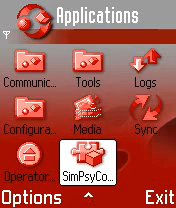 Applications
Communic...
Tools
Logs
Configura...
Media
Sync
Operator...
SimPsyCo...
Options
Exit